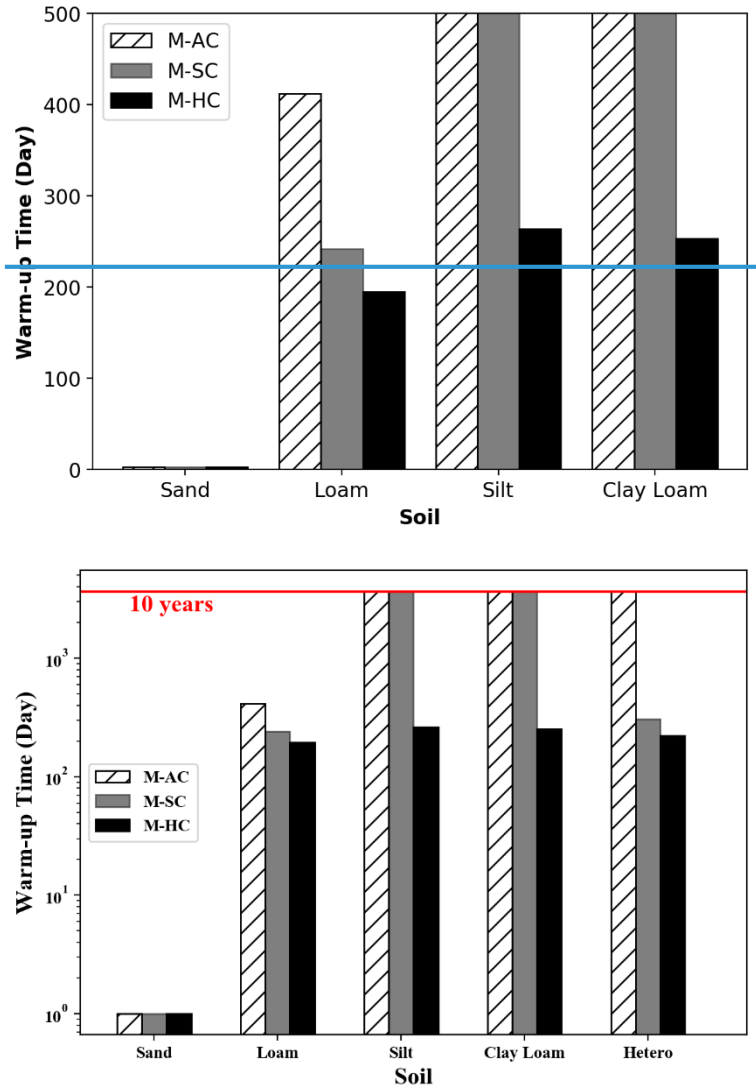 500
400
300
200
100
0
Warm-up Time (Day)
M-AC
M-SC
M-HC
Sand Loam Silt Clay Loam
Soil
10 years
10³
10²
10¹
10⁰
Warm-up Time (Day)
M-AC
M-SC
M-HC
Sand Loam Silt Clay Loam Hetero
Soil